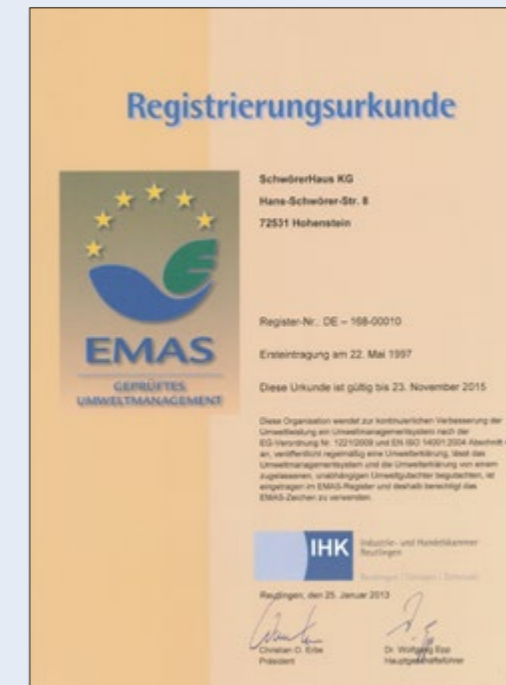 Registrierungsurkunde
SchwörerHaus KG
Hans-Schwörer-Str. 8
72531 Hohenstein
EMAS
GEPRÜFTES
UMWELTMANAGEMENT
Register-Nr.: DE – 168-00010
Ersteintragung am 22. Mai 1997
Diese Urkunde ist gültig bis 23. November 2015
Diese Organisation wendet zur kontinuierlichen Verbesserung der
Umweltleistung ein Umweltmanagementsystem nach der
EG-Verordnung Nr. 1221/2009 und EN ISO 14001:2004 Abschnitt
an, veröffentlicht regelmäßig eine Umwelterklärung, lässt das
Umweltmanagementsystem und die Umwelterklärung von einem
zugelassenen, unabhängigen Umweltgutachter begutachten, ist
eingetragen im EMAS-Register und deshalb berechtigt das
EMAS-Zeichen zu verwenden.
IHK
Industrie- und Handelskammer
Reutlingen
Reutlingen, den 25. Januar 2013
Christian O. Erbe
Präsident
Dr. Wolfgang Epp
Hauptgeschäftsführer